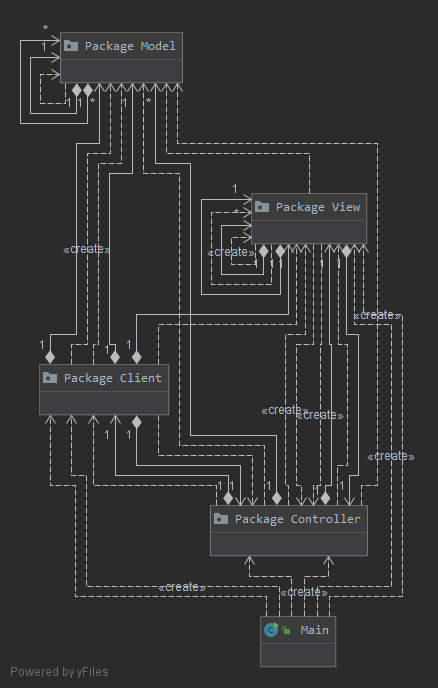 *
Package Model
1
1
1
*
1
*
1
Package View
*
«create»
«create»
1
1
1
1
«create»
1
1
1
Package Client
«create»
«create»
1
1
«create»
1
1
1
Package Controller
«create»
«create»
Main
Powered by yFiles